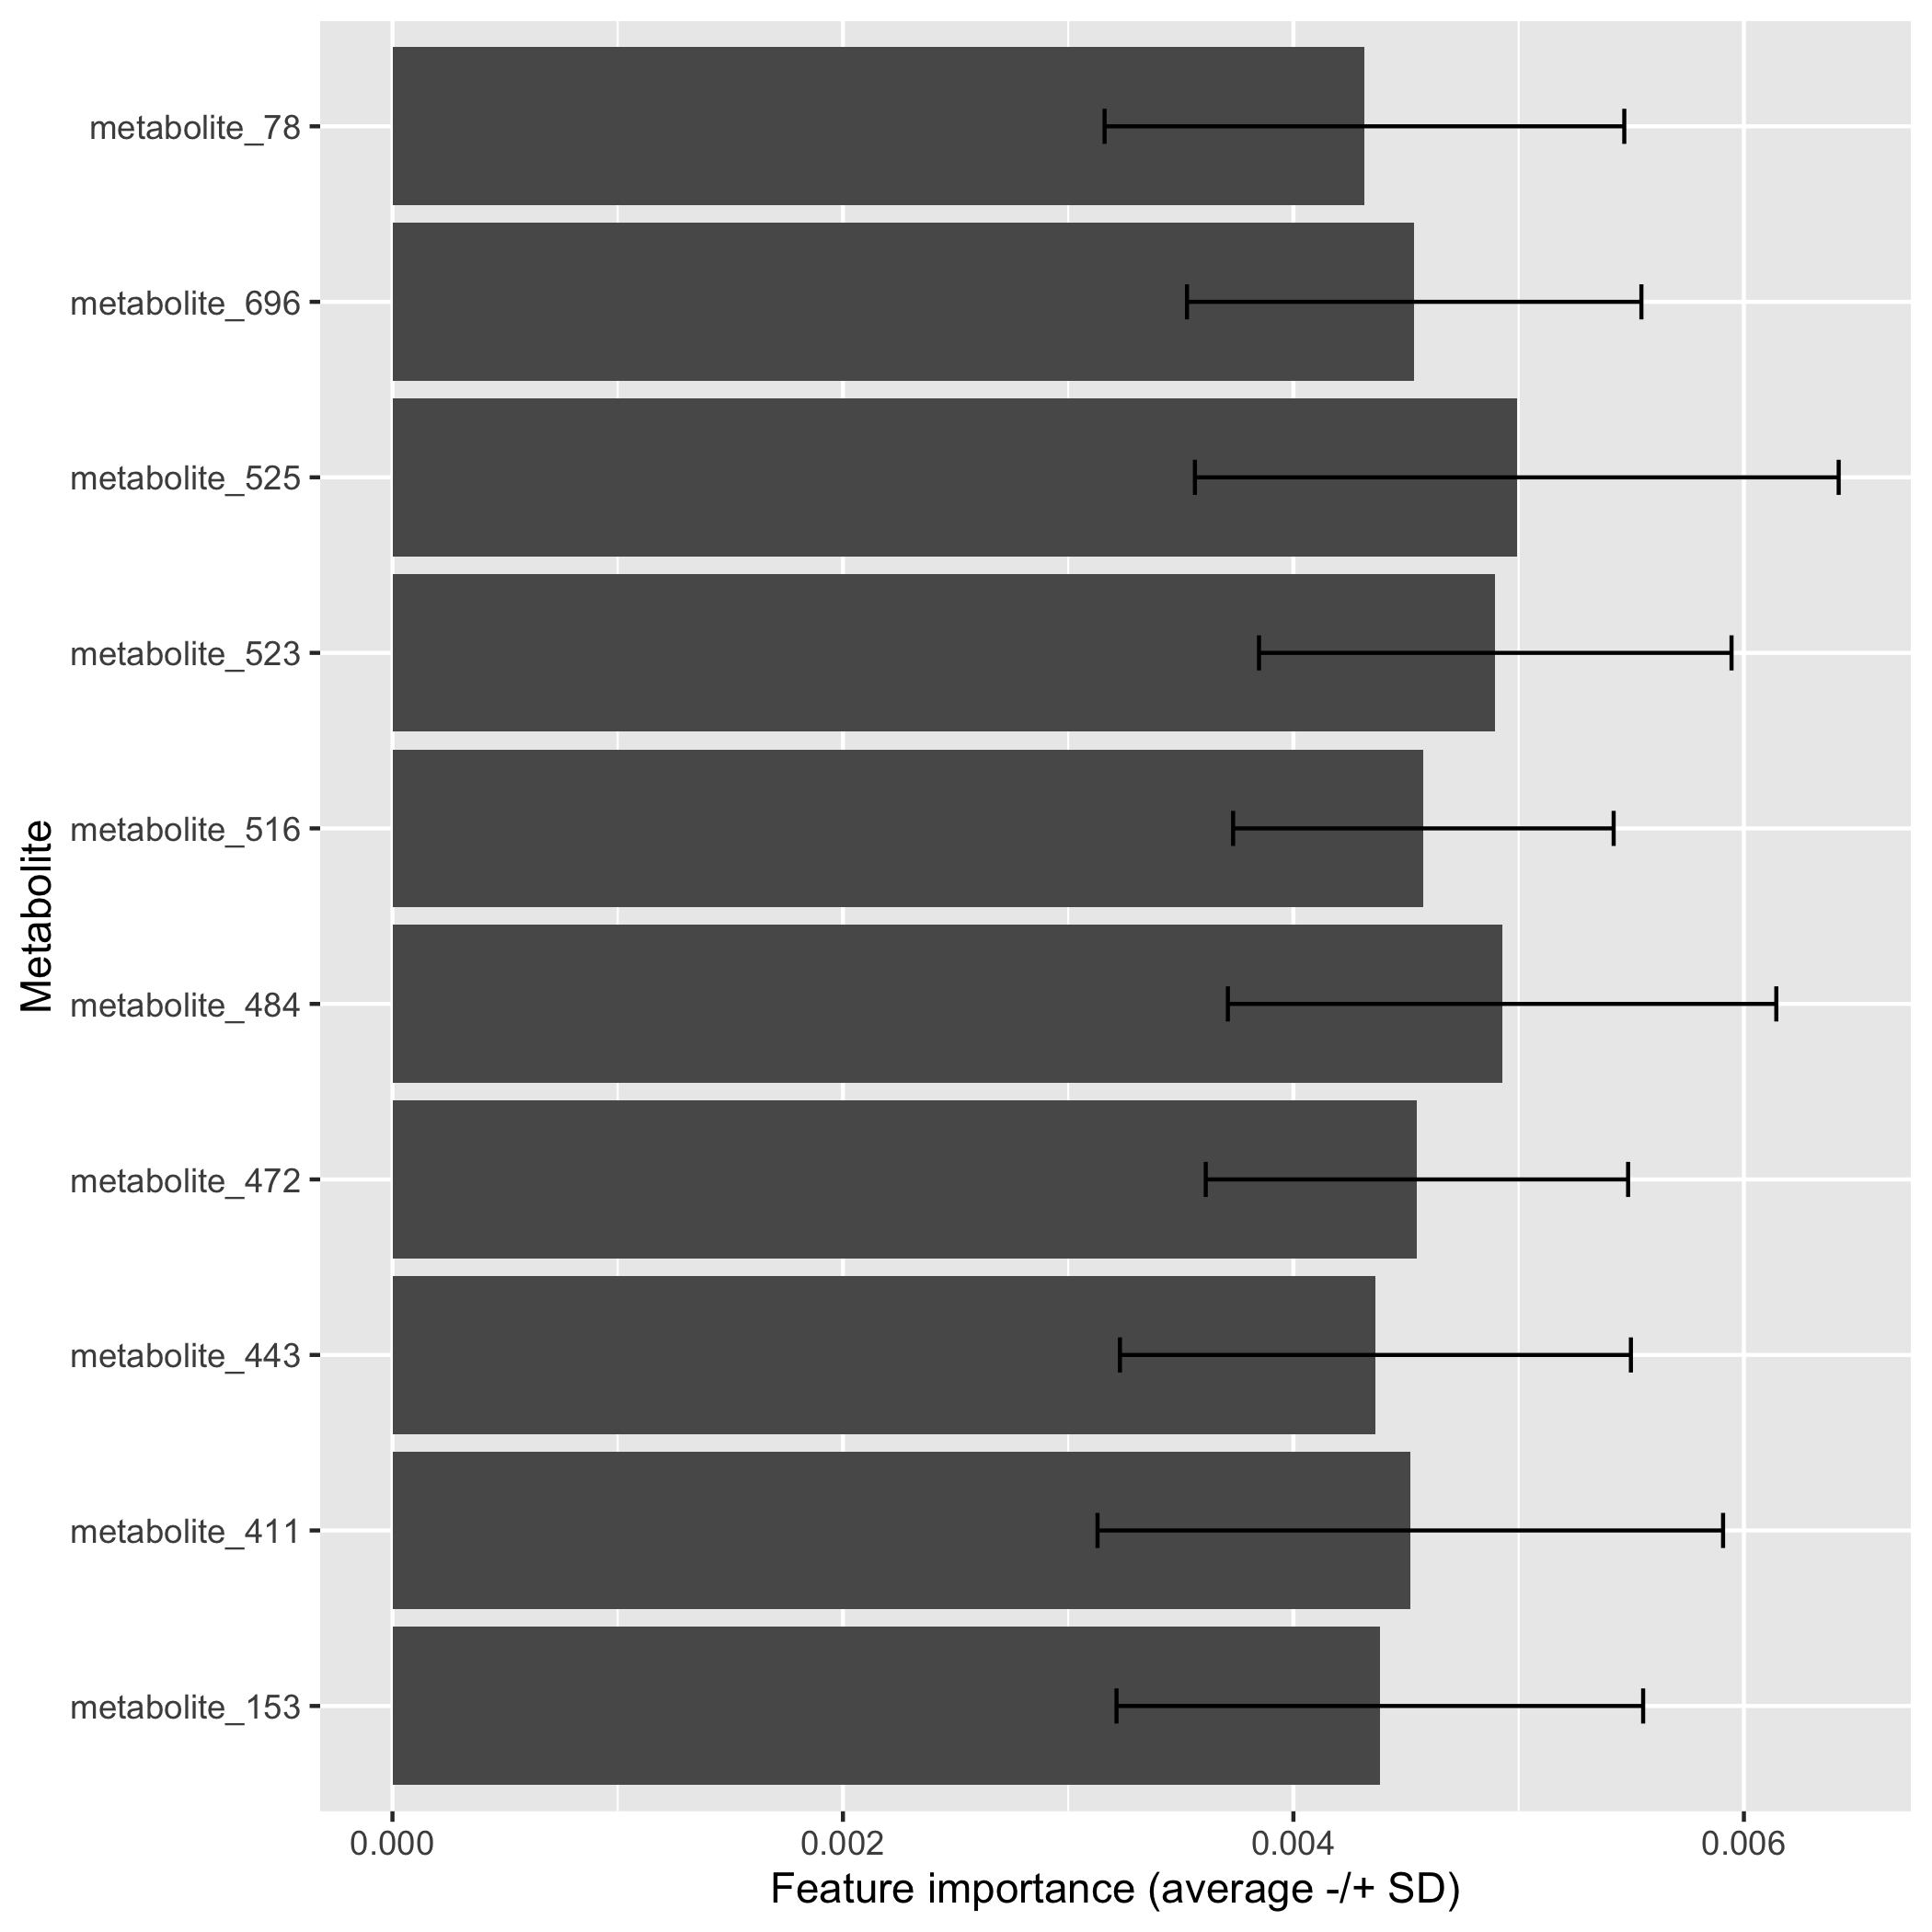 Metabolite
metabolite_78
metabolite_696
metabolite_525
metabolite_523
metabolite_516
metabolite_484
metabolite_472
metabolite_443
metabolite_411
metabolite_153
0.000 0.002 0.004 0.006
Feature importance (average -/+ SD)